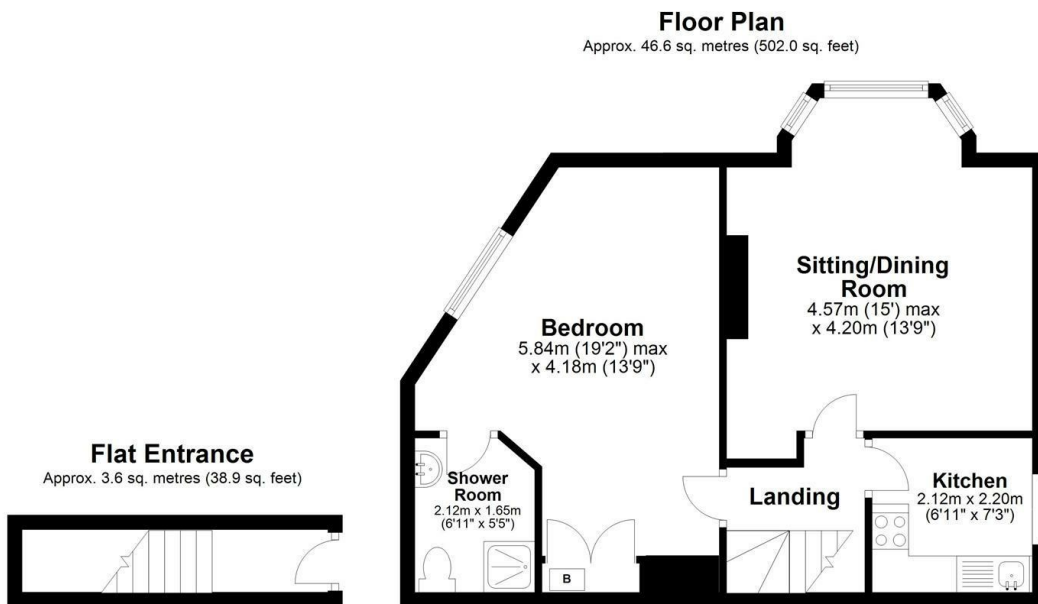 Floor Plan
Approx. 46.6 sq. metres (502.0 sq. feet)
Sitting/Dining
Room
4.57m (15') max
x 4.20m (13'9")
Bedroom
5.84m (19'2") max
x 4.18m (13'9")
Flat Entrance
Approx. 3.6 sq. metres (38.9 sq. feet)
Shower
Room
2.12m x 1.65m
(6'11" x 5'5")
Landing
Kitchen
2.12m x 2.20m
(6'11" x 7'3")
B